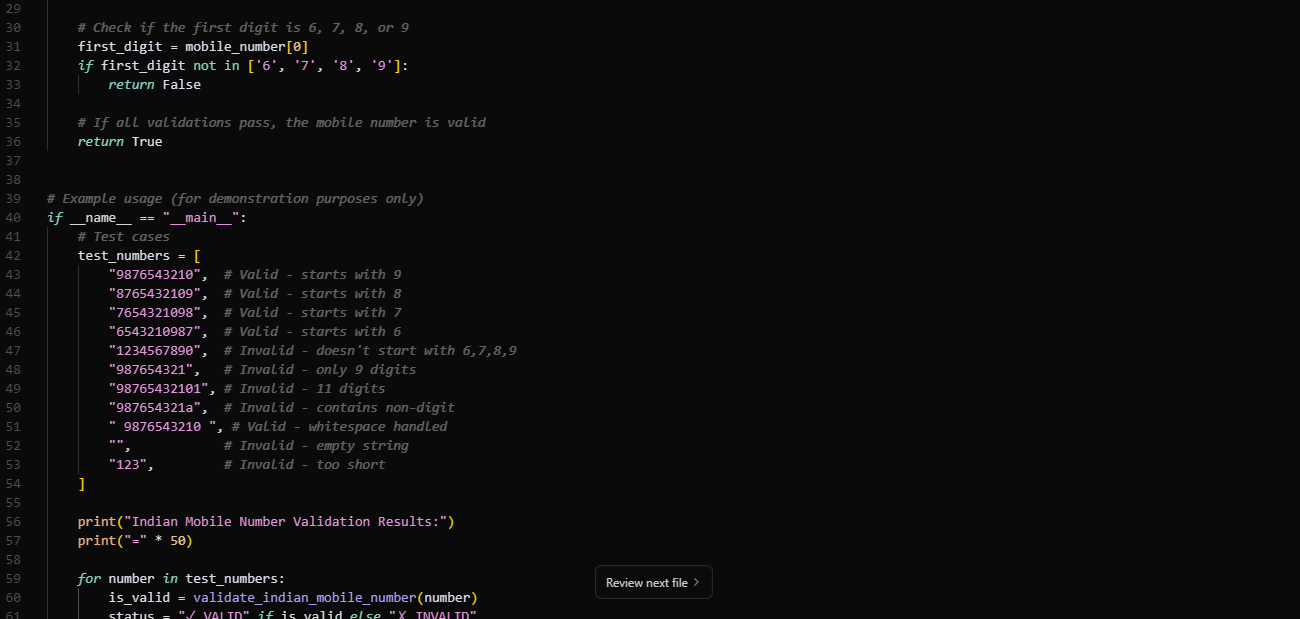 29
30 # Check if the first digit is 6, 7, 8, or 9
31 first_digit = mobile_number[0]
32 if first_digit not in ['6', '7', '8', '9']:
33 return False
34
35 # If all validations pass, the mobile number is valid
36 return True
37
38
39 # Example usage (for demonstration purposes only)
40 if __name__ == "__main__":
41 # Test cases
42 test_numbers = [
43 "9876543210", # Valid - starts with 9
44 "8765432109", # Valid - starts with 8
45 "7654321098", # Valid - starts with 7
46 "6543210987", # Valid - starts with 6
47 "1234567890", # Invalid - doesn't start with 6,7,8,9
48 "987654321", # Invalid - only 9 digits
49 "98765432101", # Invalid - 11 digits
50 "987654321a", # Invalid - contains non-digit
51 " 9876543210 ", # Valid - whitespace handled
52 "", # Invalid - empty string
53 "123", # Invalid - too short
54 ]
55
56 print("Indian Mobile Number Validation Results:")
57 print("=" * 50)
58
59 for number in test_numbers:
60 is_valid = validate_indian_mobile_number(number)
61 status = "✓ VALID" if is_valid else "✗ INVALID"
Review next file